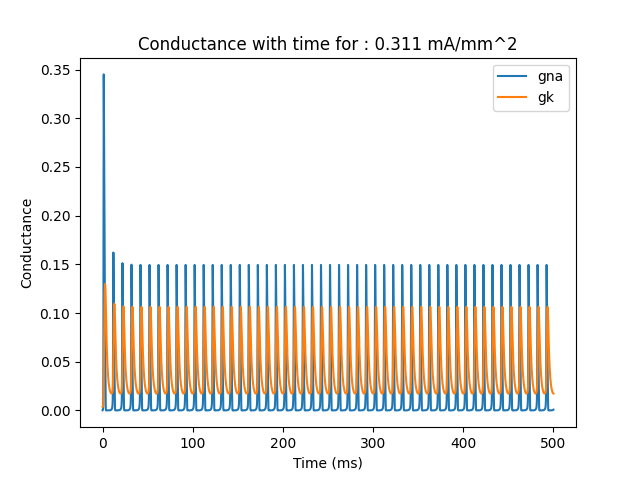 Conductance with time for : 0.311 mA/mm^2
gna
gk
Conductance
0.35
0.30
0.25
0.20
0.15
0.10
0.05
0.00
0 100 200 300 400 500
Time (ms)